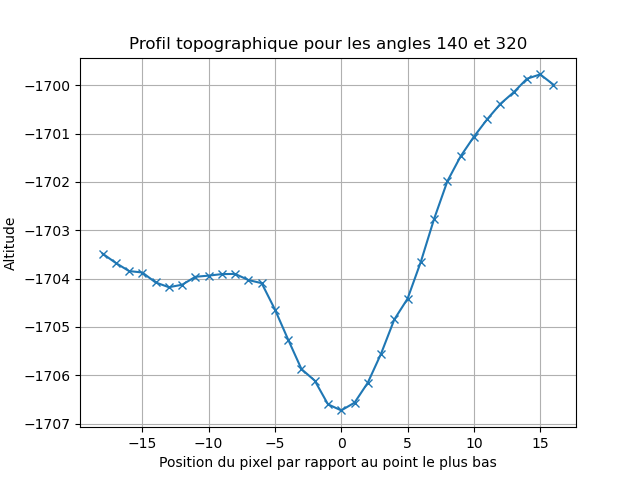 Profil topographique pour les angles 140 et 320
−1700
−1701
−1702
−1703
−1704
−1705
−1706
−1707
Altitude
−15 −10 −5 0 5 10 15
Position du pixel par rapport au point le plus bas